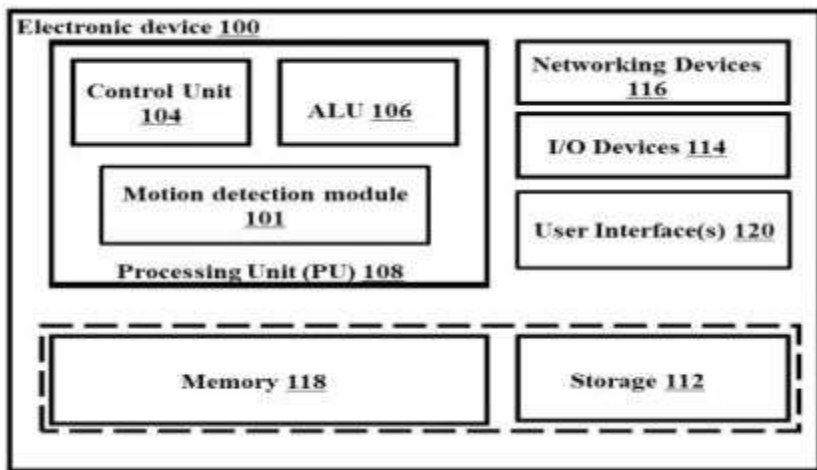 Electronic device 100
Control Unit
104
ALU 106
Motion detection module
101
Processing Unit (PU) 108
Networking Devices
116
I/O Devices 114
User Interface(s) 120
Memory 118
Storage 112